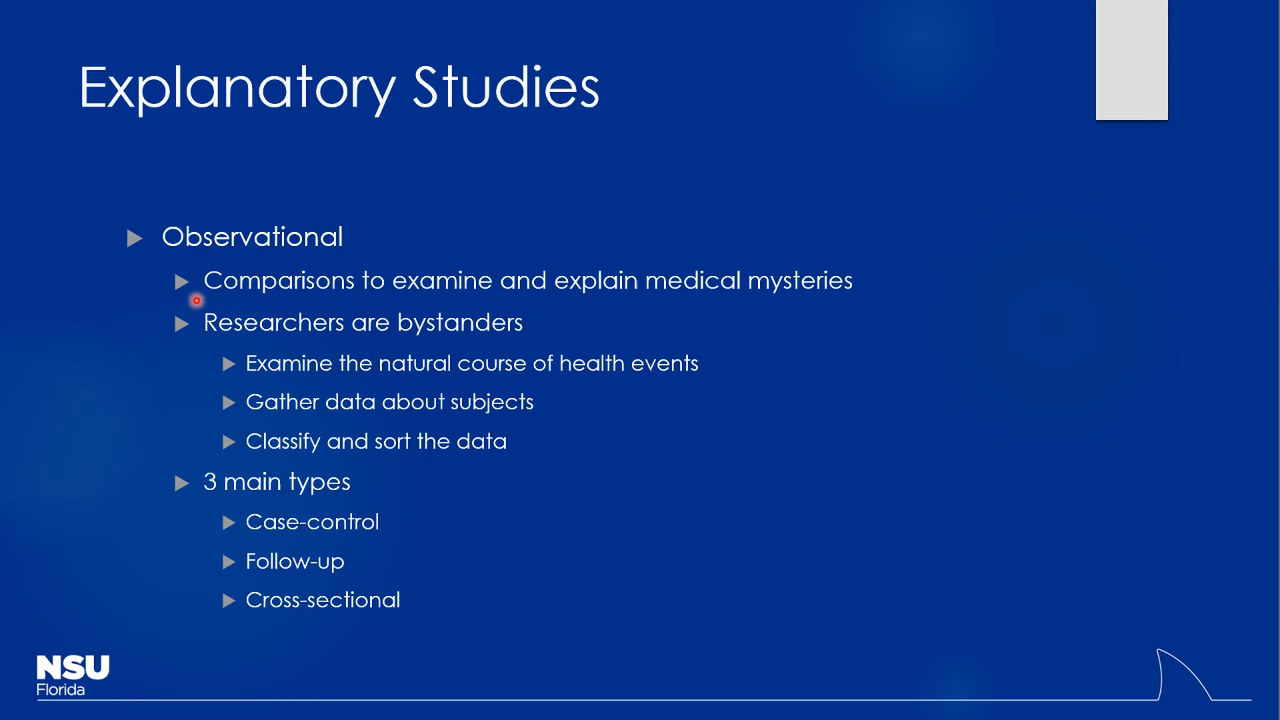 Explanatory Studies
Observational
Comparisons to examine and explain medical mysteries
Researchers are bystanders
Examine the natural course of health events
Gather data about subjects
Classify and sort the data
3 main types
Case-control
Follow-up
Cross-sectional
NSU
Florida